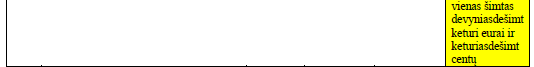 vienas šimtas
devyniasdešimt
keturi eurai ir
keturiasdešimt
centų